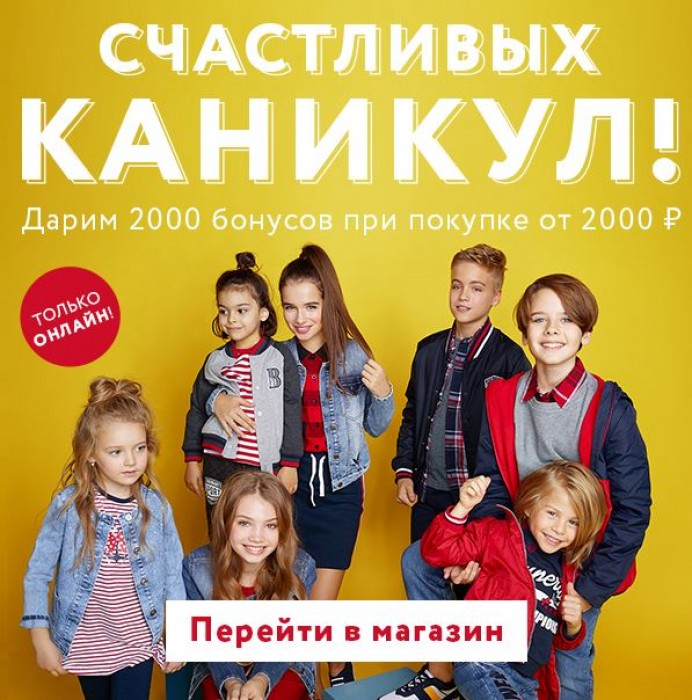 СЧАСТЛИВЫХ
КАНИКУЛ!
Дарим 2000 бонусов при покупке от 2000 ₽
ТОЛЬКО
ОНЛАЙН!
B
Перейти в магазин